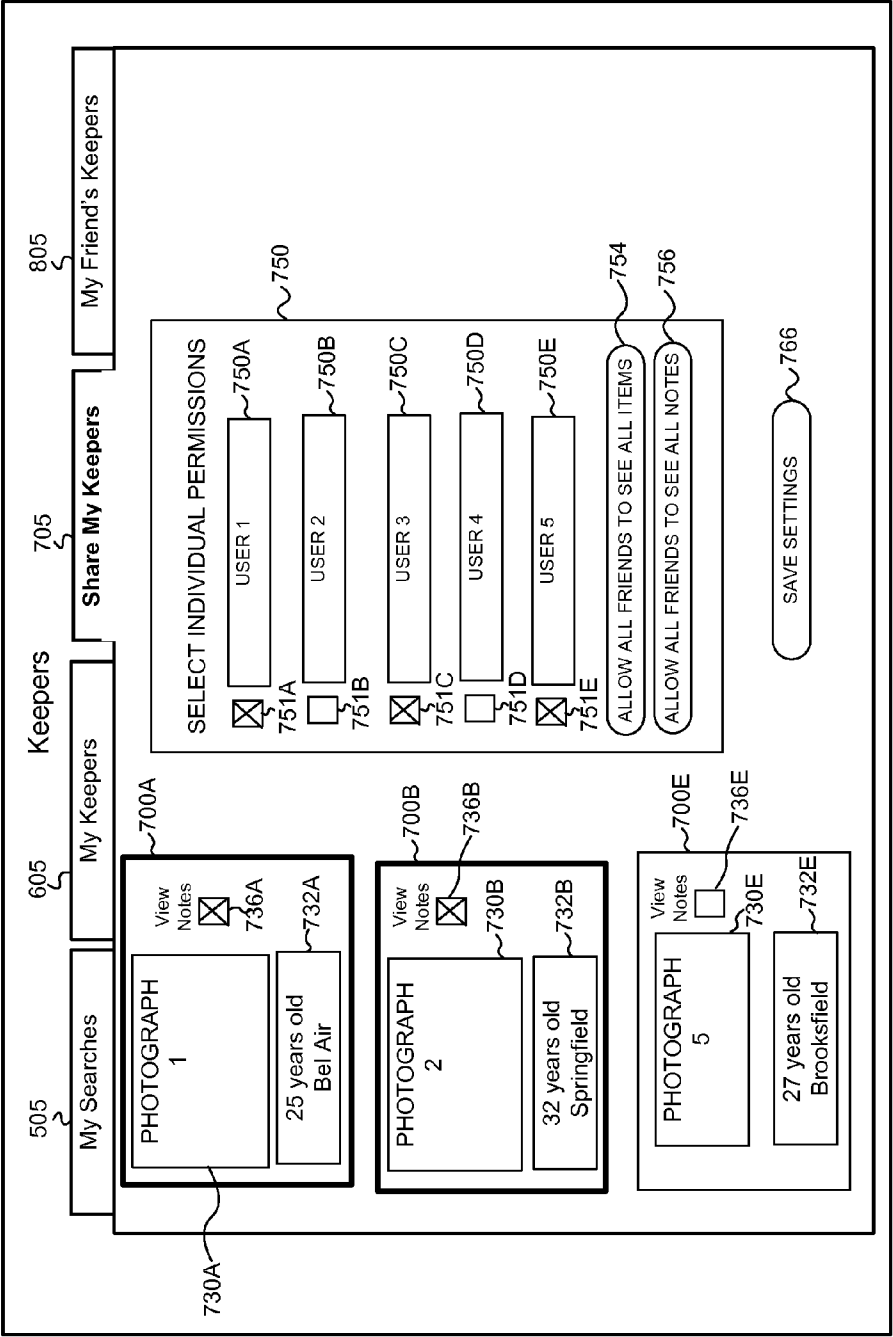 Keepers
505
605
705
805
My Searches
My Keepers
Share My Keepers
My Friend's Keepers
730A
PHOTOGRAPH
1
View
Notes
736A
25 years old
Bel Air
732A
700A
PHOTOGRAPH
2
View
Notes
736B
730B
32 years old
Springfield
732B
700B
PHOTOGRAPH
5
View
Notes
736E
730E
27 years old
Brooksfield
732E
700E
750
SELECT INDIVIDUAL PERMISSIONS
751A
USER 1
750A
751B
USER 2
750B
751C
USER 3
750C
751D
USER 4
750D
751E
USER 5
750E
ALLOW ALL FRIENDS TO SEE ALL ITEMS
754
ALLOW ALL FRIENDS TO SEE ALL NOTES
756
SAVE SETTINGS
766